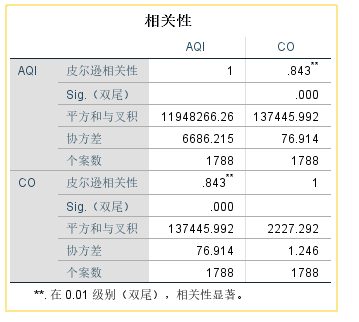 相关性
AQI CO
AQI 皮尔逊相关性 1 .843**
Sig.（双尾） .000
平方和与叉积 11948266.26 137445.992
协方差 6686.215 76.914
个案数 1788 1788
CO 皮尔逊相关性 .843** 1
Sig.（双尾） .000
平方和与叉积 137445.992 2227.292
协方差 76.914 1.246
个案数 1788 1788
**. 在 0.01 级别（双尾），相关性显著。